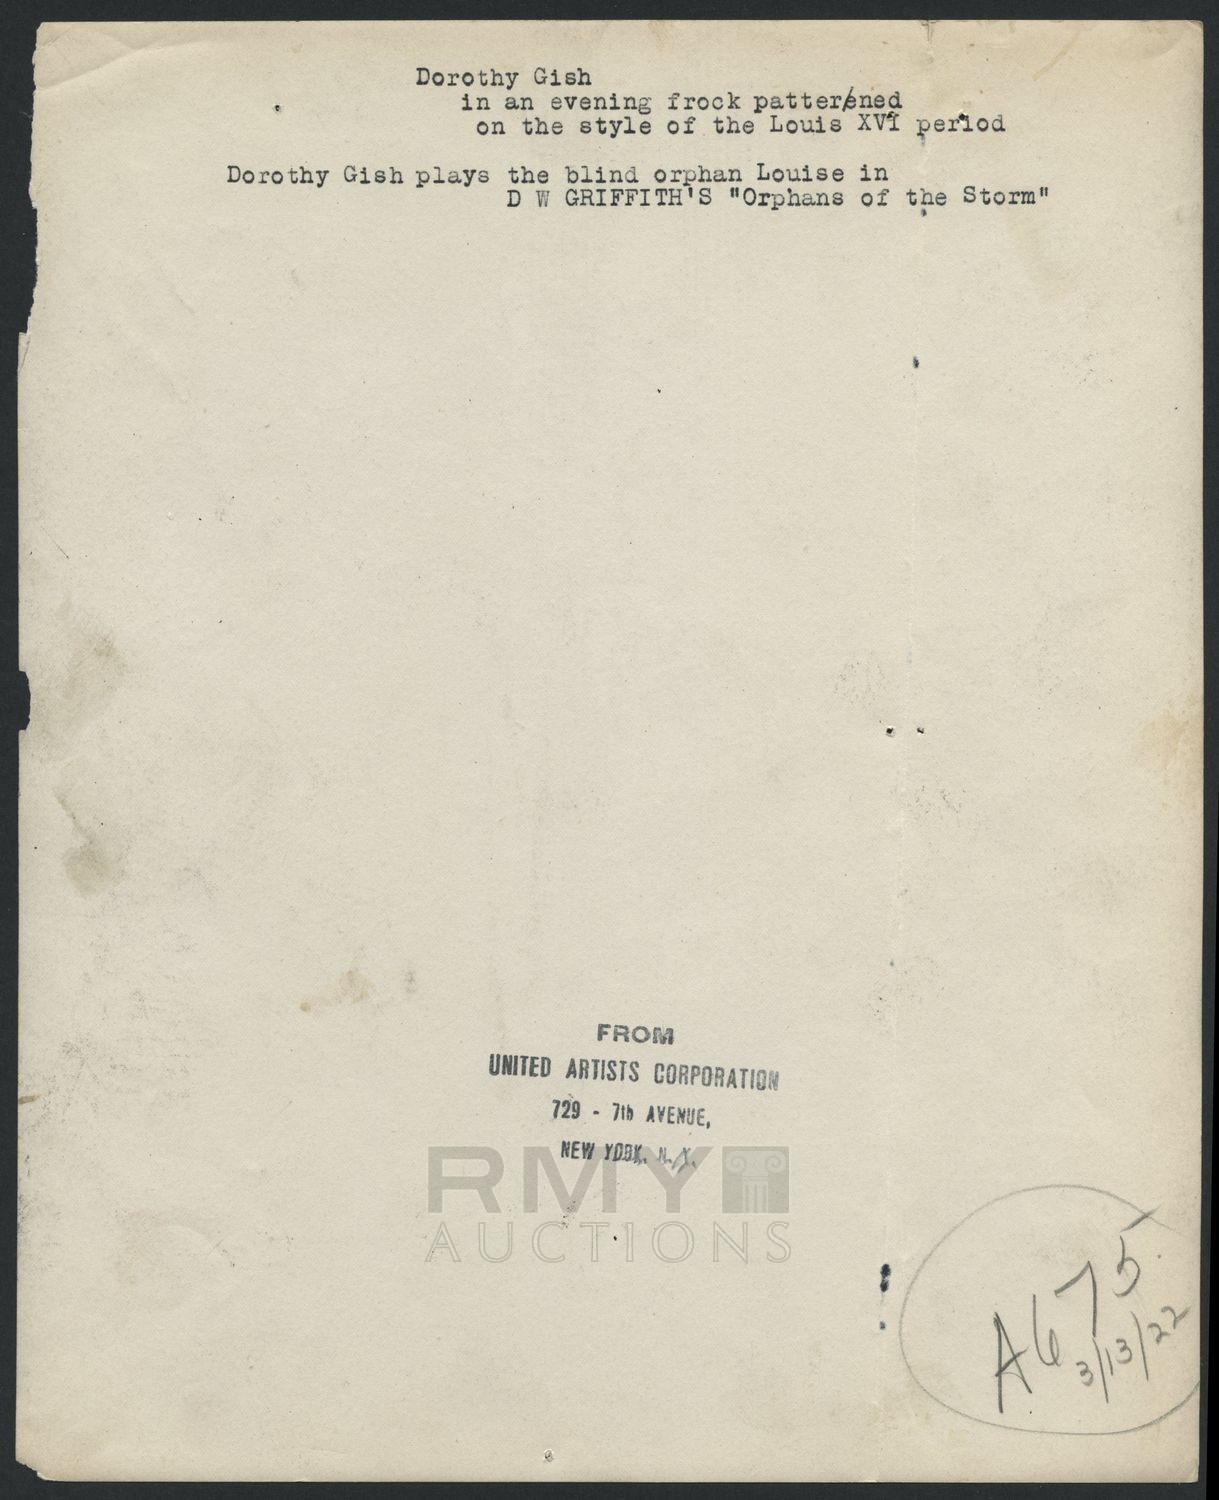 Dorothy Gish
in an evening frock patterened
on the style of the Louis XVI period
Dorothy Gish plays the blind orphan Louise in
D W GRIFFITH'S "Orphans of the Storm"
FROM
UNITED ARTISTS CORPORATION
729 - 7th AVENUE,
NEW YORK. N. Y.
RMY
AUCTIONS
A675
3/13/22